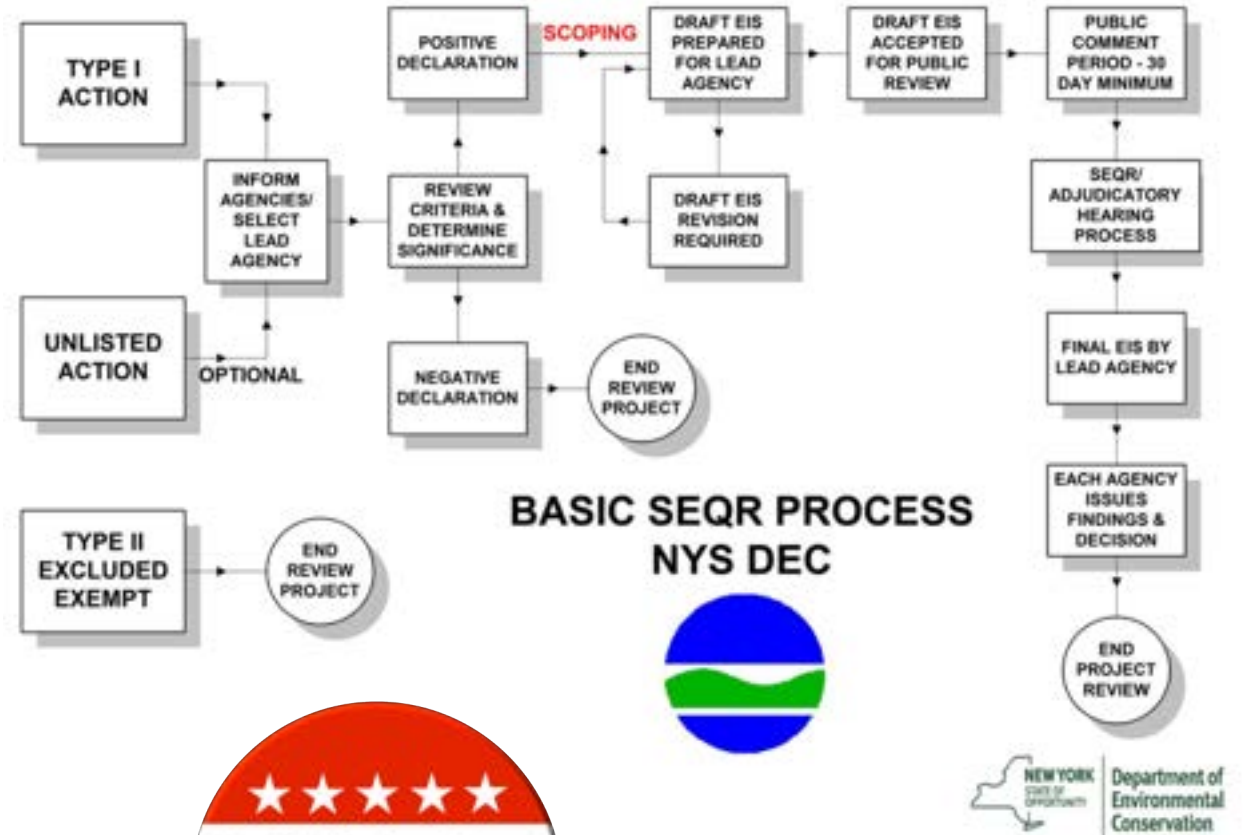 TYPE I
ACTION
UNLISTED
ACTION
OPTIONAL
TYPE II
EXCLUDED
EXEMPT
END
REVIEW
PROJECT
INFORM
AGENCIES/
SELECT
LEAD
AGENCY
REVIEW
CRITERIA &
DETERMINE
SIGNIFICANCE
POSITIVE
DECLARATION
SCOPING
NEGATIVE
DECLARATION
END
REVIEW
PROJECT
DRAFT EIS
PREPARED
FOR LEAD
AGENCY
DRAFT EIS
REVISION
REQUIRED
DRAFT EIS
ACCEPTED
FOR PUBLIC
REVIEW
PUBLIC
COMMENT
PERIOD - 30
DAY MINIMUM
SEQR/
ADJUDICATORY
HEARING
PROCESS
FINAL EIS BY
LEAD AGENCY
EACH AGENCY
ISSUES
FINDINGS &
DECISION
END
PROJECT
REVIEW
BASIC SEQR PROCESS
NYS DEC
NEW YORK
STATE OF
OPPORTUNITY
Department of
Environmental
Conservation